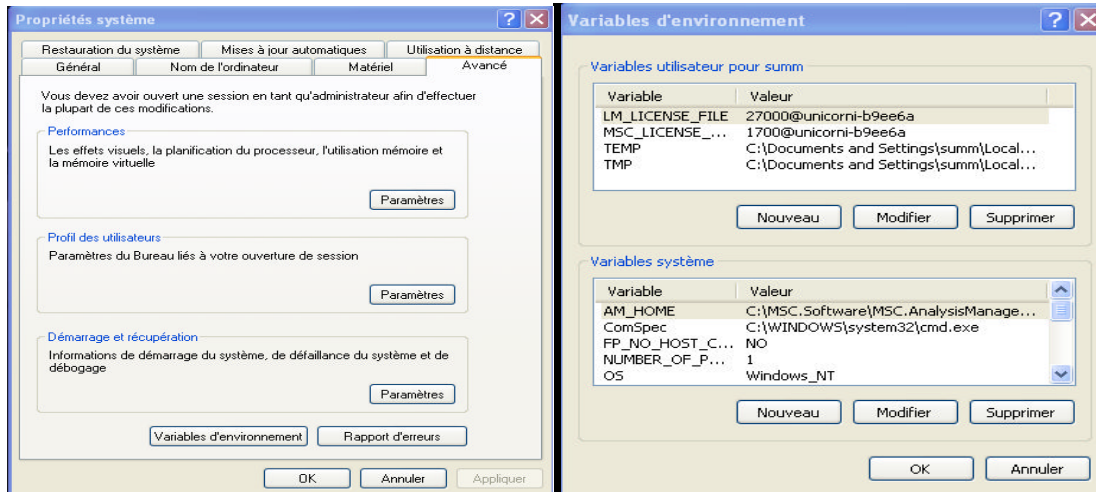 Propriétés système
Restauration du système Mises à jour automatiques Utilisation à distance
Général Nom de l'ordinateur Matériel Avancé
Vous devez avoir ouvert une session en tant qu'administrateur afin d'effectuer
la plupart de ces modifications.
Performances
Les effets visuels, la planification du processeur, l'utilisation mémoire et
la mémoire virtuelle
Paramètres
Profil des utilisateurs
Paramètres du Bureau liés à votre ouverture de session
Paramètres
Démarrage et récupération
Informations de démarrage du système, de défaillance du système et de
débogage
Paramètres
Variables d'environnement Rapport d'erreurs
OK Annuler Appliquer
Variables d'environnement
Variables utilisateur pour summ
Variable Valeur
LM_LICENSE_FILE 27000@unicorni-b9ee6a
MSC_LICENSE_... 1700@unicorni-b9ee6a
TEMP C:\Documents and Settings\summ\Local...
TMP C:\Documents and Settings\summ\Local...
Nouveau Modifier Supprimer
Variables système
Variable Valeur
AM_HOME C:\MSC.Software\MSC.AnalysisManage...
ComSpec C:\WINDOWS\system32\cmd.exe
FP_NO_HOST_C... NO
NUMBER_OF_P... 1
OS Windows_NT
Nouveau Modifier Supprimer
OK Annuler